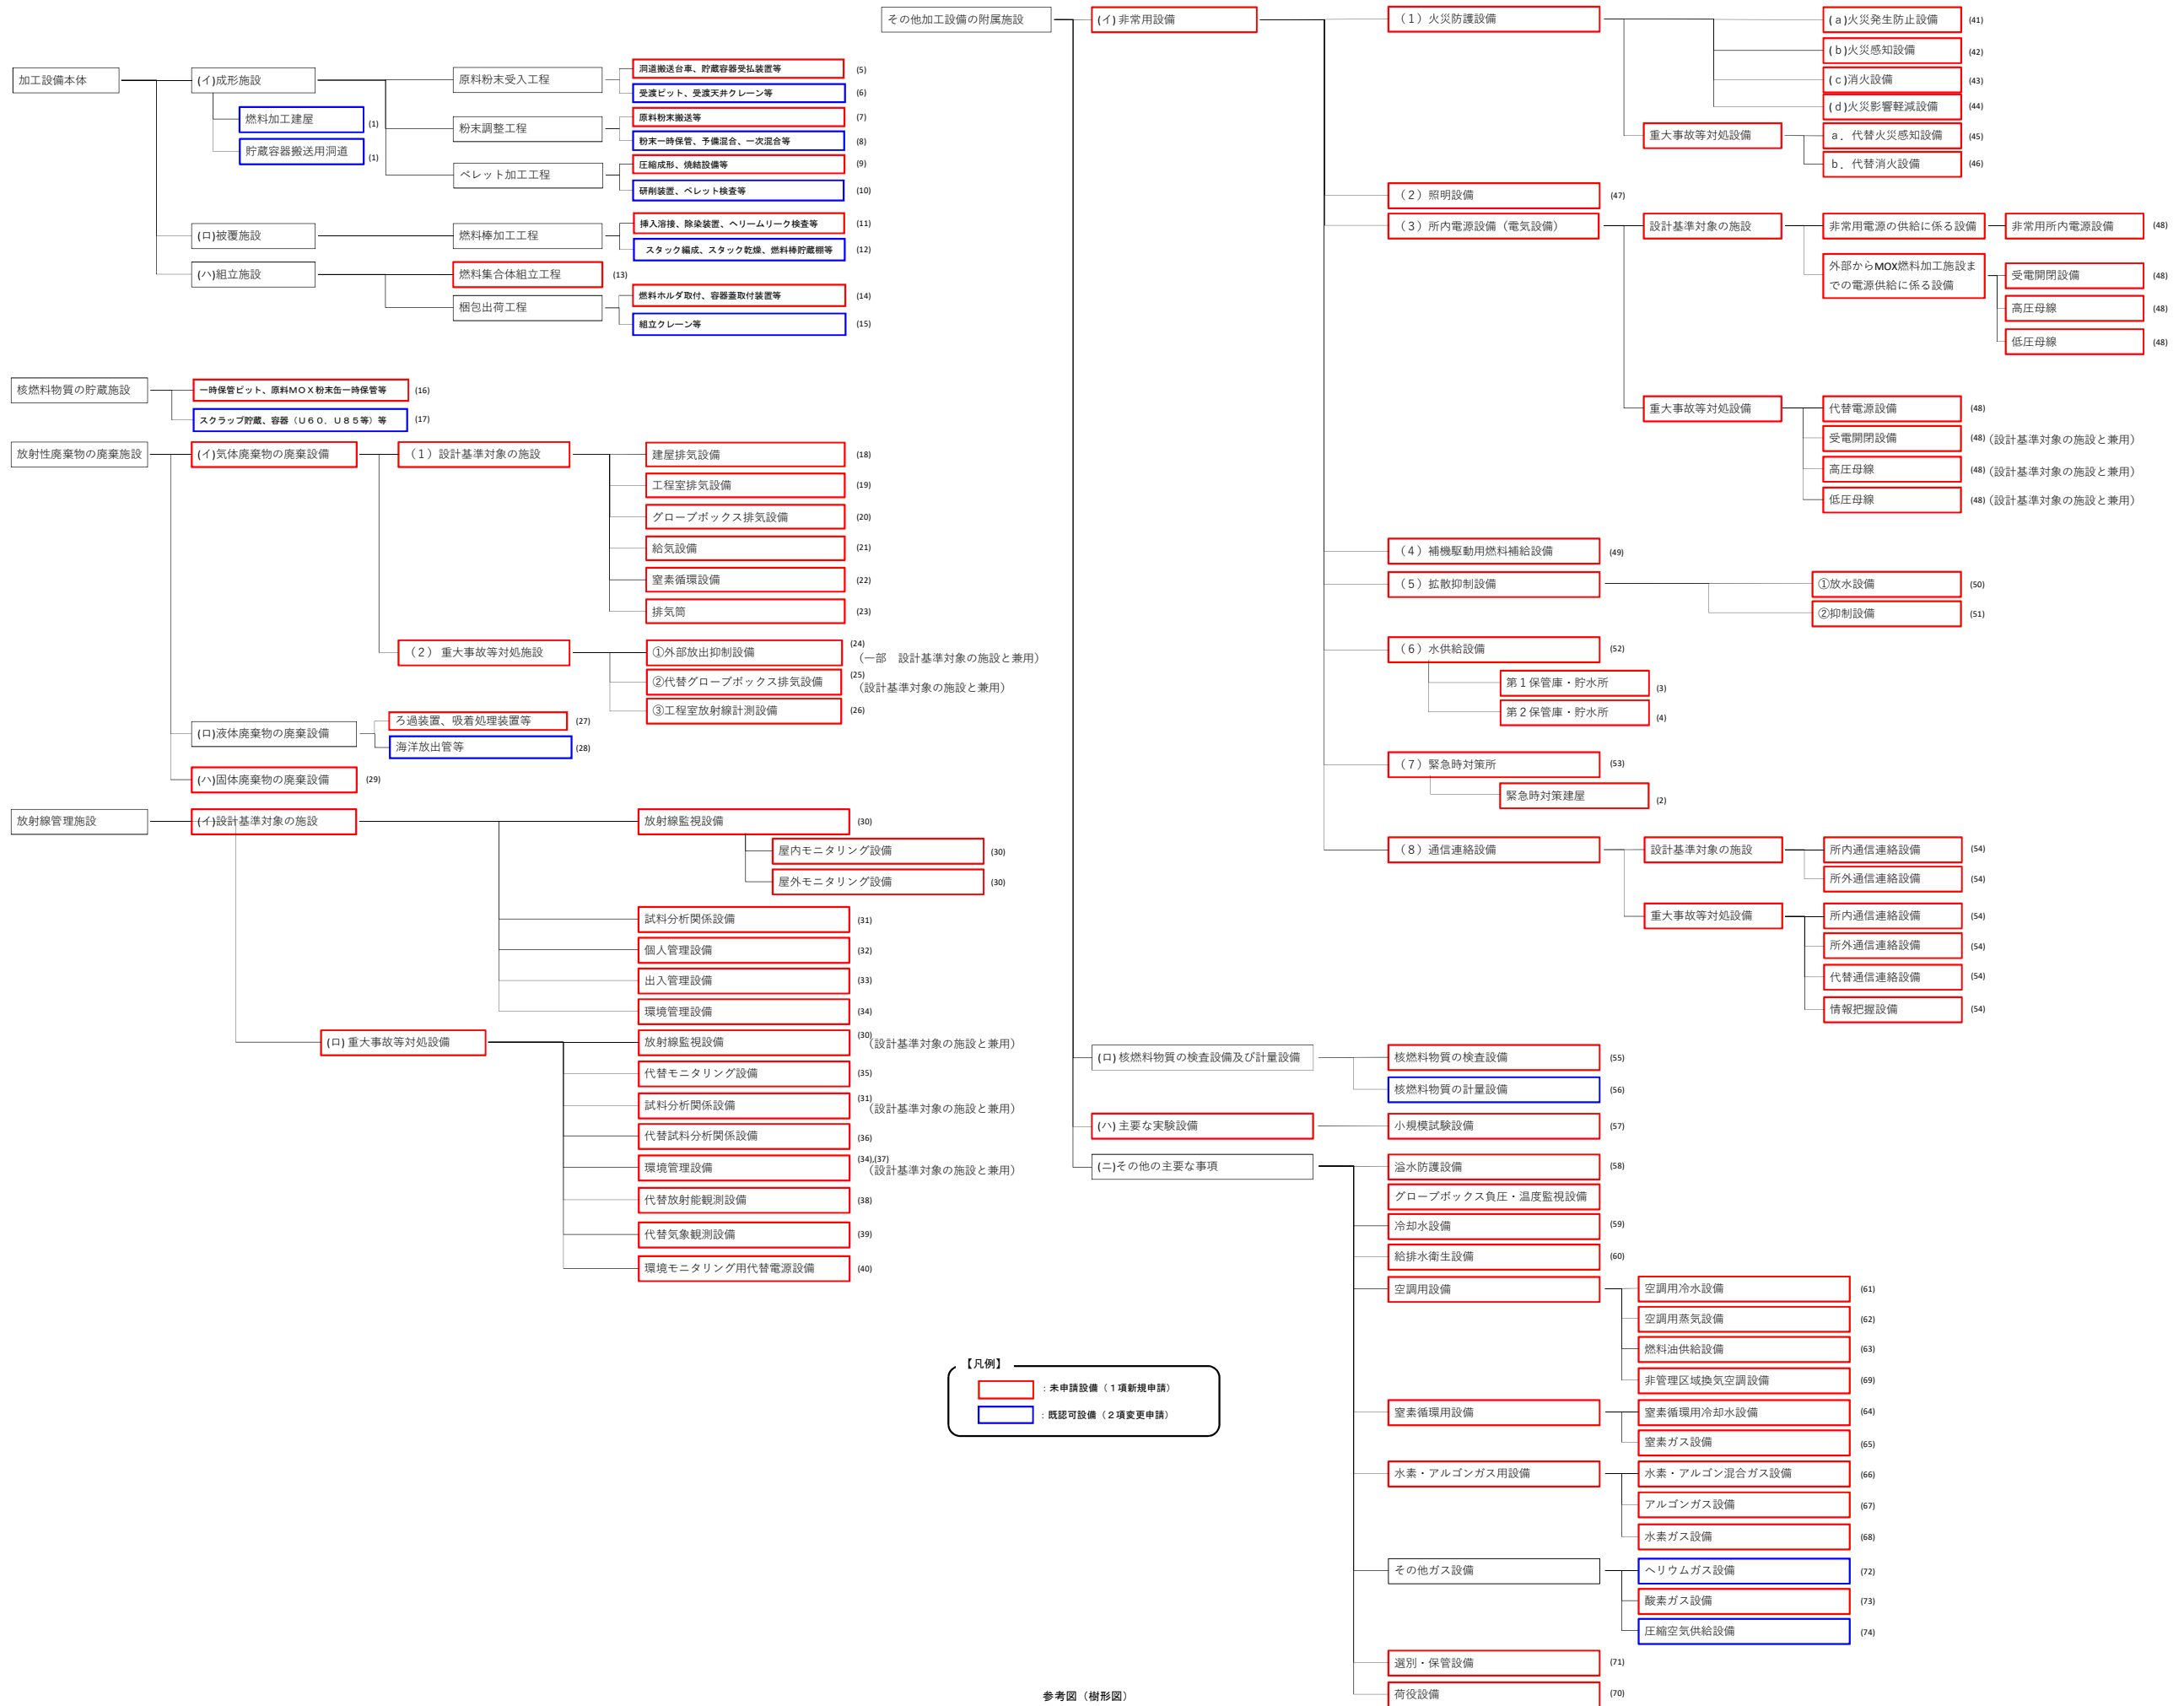 加工設備本体
(イ)成形施設
燃料加工建屋
(1)
貯蔵容器搬送用洞道
(1)
原料粉末受入工程
洞道搬送台車、貯蔵容器受払装置等
(5)
受渡ピット、受渡天井クレーン等
(6)
粉末調整工程
原料粉末搬送等
(7)
粉末一時保管、予備混合、一次混合等
(8)
ペレット加工工程
圧縮成形、焼結設備等
(9)
研削装置、ペレット検査等
(10)
(ロ)被覆施設
燃料棒加工工程
挿入溶接、除染装置、ヘリームリーク検査等
(11)
スタック編成、スタック乾燥、燃料棒貯蔵棚等
(12)
(ハ)組立施設
燃料集合体組立工程
(13)
梱包出荷工程
燃料ホルダ取付、容器蓋取付装置等
(14)
組立クレーン等
(15)
核燃料物質の貯蔵施設
一時保管ピット、原料MOX粉末缶一時保管等
(16)
スクラップ貯蔵、容器（U60．U85等）等
(17)
放射性廃棄物の廃棄施設
(イ)気体廃棄物の廃棄設備
（１）設計基準対象の施設
建屋排気設備
(18)
工程室排気設備
(19)
グローブボックス排気設備
(20)
給気設備
(21)
窒素循環設備
(22)
排気筒
(23)
（２） 重大事故等対処施設
①外部放出抑制設備
(24)
（一部　設計基準対象の施設と兼用）
②代替グローブボックス排気設備
(25)
（設計基準対象の施設と兼用）
③工程室放射線計測設備
(26)
(ロ)液体廃棄物の廃棄設備
ろ過装置、吸着処理装置等
(27)
海洋放出管等
(28)
(ハ)固体廃棄物の廃棄設備
(29)
放射線管理施設
(イ)設計基準対象の施設
放射線監視設備
(30)
屋内モニタリング設備
(30)
屋外モニタリング設備
(30)
試料分析関係設備
(31)
個人管理設備
(32)
出入管理設備
(33)
環境管理設備
(34)
(ロ) 重大事故等対処設備
放射線監視設備
(30)
（設計基準対象の施設と兼用）
代替モニタリング設備
(35)
試料分析関係設備
(31)
（設計基準対象の施設と兼用）
代替試料分析関係設備
(36)
環境管理設備
(34),(37)
（設計基準対象の施設と兼用）
代替放射能観測設備
(38)
代替気象観測設備
(39)
環境モニタリング用代替電源設備
(40)
その他加工設備の附属施設
(イ) 非常用設備
（１）火災防護設備
(ａ)火災発生防止設備
(41)
(ｂ)火災感知設備
(42)
(ｃ)消火設備
(43)
(ｄ)火災影響軽減設備
(44)
重大事故等対処設備
ａ．代替火災感知設備
(45)
ｂ．代替消火設備
(46)
（２）照明設備
(47)
（３）所内電源設備（電気設備）
設計基準対象の施設
非常用電源の供給に係る設備
非常用所内電源設備
(48)
外部からMOX燃料加工施設ま
での電源供給に係る設備
受電開閉設備
(48)
高圧母線
(48)
低圧母線
(48)
重大事故等対処設備
代替電源設備
(48)
受電開閉設備
(48)（設計基準対象の施設と兼用）
高圧母線
(48)（設計基準対象の施設と兼用）
低圧母線
(48)（設計基準対象の施設と兼用）
（４）補機駆動用燃料補給設備
(49)
（５）拡散抑制設備
①放水設備
(50)
②抑制設備
(51)
（６）水供給設備
(52)
第１保管庫・貯水所
(3)
第２保管庫・貯水所
(4)
（７）緊急時対策所
(53)
緊急時対策建屋
(2)
（８）通信連絡設備
設計基準対象の施設
所内通信連絡設備
(54)
所外通信連絡設備
(54)
重大事故等対処設備
所内通信連絡設備
(54)
所外通信連絡設備
(54)
代替通信連絡設備
(54)
情報把握設備
(54)
(ロ) 核燃料物質の検査設備及び計量設備
核燃料物質の検査設備
(55)
核燃料物質の計量設備
(56)
(ハ) 主要な実験設備
小規模試験設備
(57)
(ニ)その他の主要な事項
溢水防護設備
(58)
グローブボックス負圧・温度監視設備
冷却水設備
(59)
給排水衛生設備
(60)
空調用設備
空調用冷水設備
(61)
空調用蒸気設備
(62)
燃料油供給設備
(63)
非管理区域換気空調設備
(69)
窒素循環用設備
窒素循環用冷却水設備
(64)
窒素ガス設備
(65)
水素・アルゴンガス用設備
水素・アルゴン混合ガス設備
(66)
アルゴンガス設備
(67)
水素ガス設備
(68)
その他ガス設備
ヘリウムガス設備
(72)
酸素ガス設備
(73)
圧縮空気供給設備
(74)
選別・保管設備
(71)
荷役設備
(70)
【凡例】
：未申請設備（１項新規申請）
：既認可設備（２項変更申請）
参考図（樹形図）